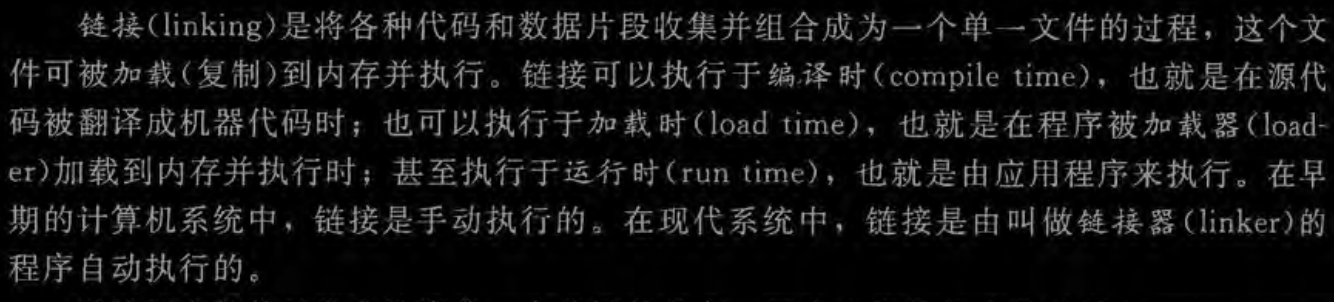 链接(linking)是将各种代码和数据片段收集并组合成为一个单一文件的过程，这个文
件可被加载(复制)到内存并执行。链接可以执行于编译时(compile time)，也就是在源代
码被翻译成机器代码时；也可以执行于加载时(load time)，也就是在程序被加载器(load-
er)加载到内存并执行时；甚至执行于运行时(run time)，也就是由应用程序来执行。在早
期的计算机系统中，链接是手动执行的。在现代系统中，链接是由叫做链接器(linker)的
程序自动执行的。